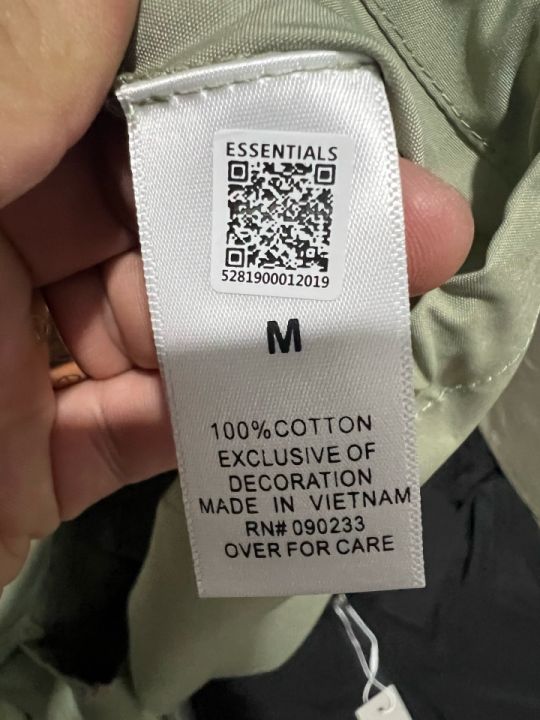 ESSENTIALS
5281900012019
M
100%COTTON
EXCLUSIVE OF
DECORATION
MADE IN VIETNAM
RN# 090233
OVER FOR CARE